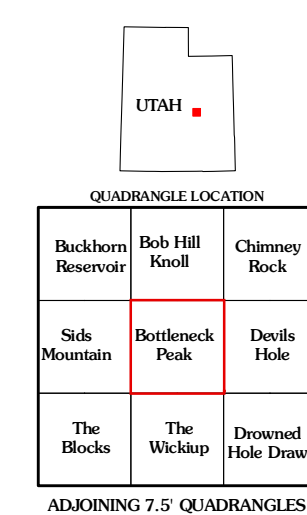 UTAH
QUADRANGLE LOCATION
Buckhorn Reservoir
Bob Hill Knoll
Chimney Rock
Sids Mountain
Bottleneck Peak
Devils Hole
The Blocks
The Wickiup
Drowned Hole Draw
ADJOINING 7.5' QUADRANGLES